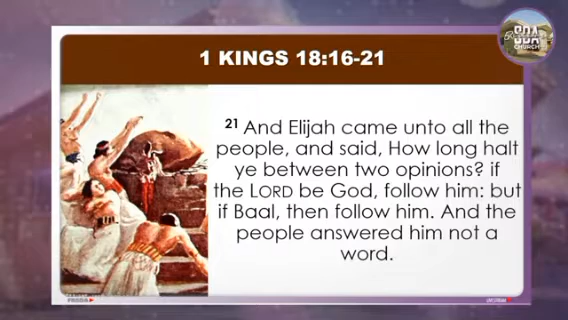 SDA
CHURCH
1 KINGS 18:16-21
21 And Elijah came unto all the
people, and said, How long halt
ye between two opinions? if
the LORD be God, follow him: but
if Baal, then follow him. And the
people answered him not a
word.